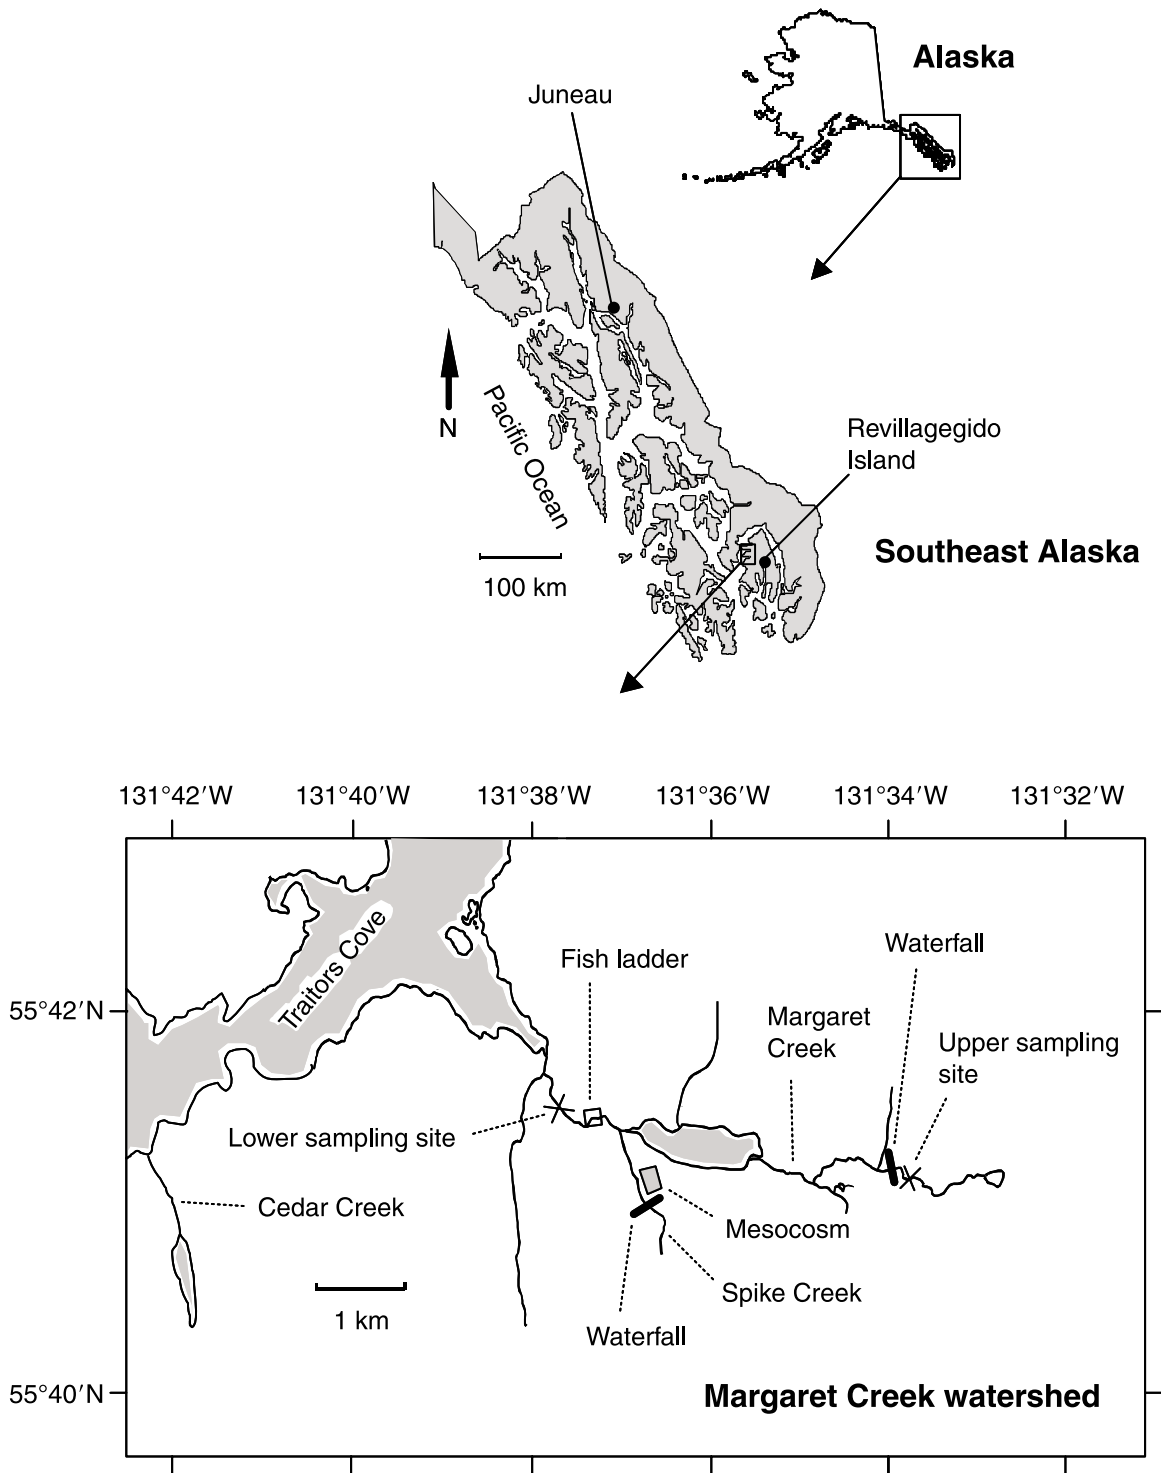 Alaska
Juneau
N
Pacific Ocean
Revillagegido
Island
Southeast Alaska
100 km
131°42′W
131°40′W
131°38′W
131°36′W
131°34′W
131°32′W
Traitors Cove
Fish ladder
Waterfall
55°42′N
Margaret
Creek
Upper sampling
site
Lower sampling site
Cedar Creek
Mesocosm
Spike Creek
1 km
Waterfall
55°40′N
Margaret Creek watershed